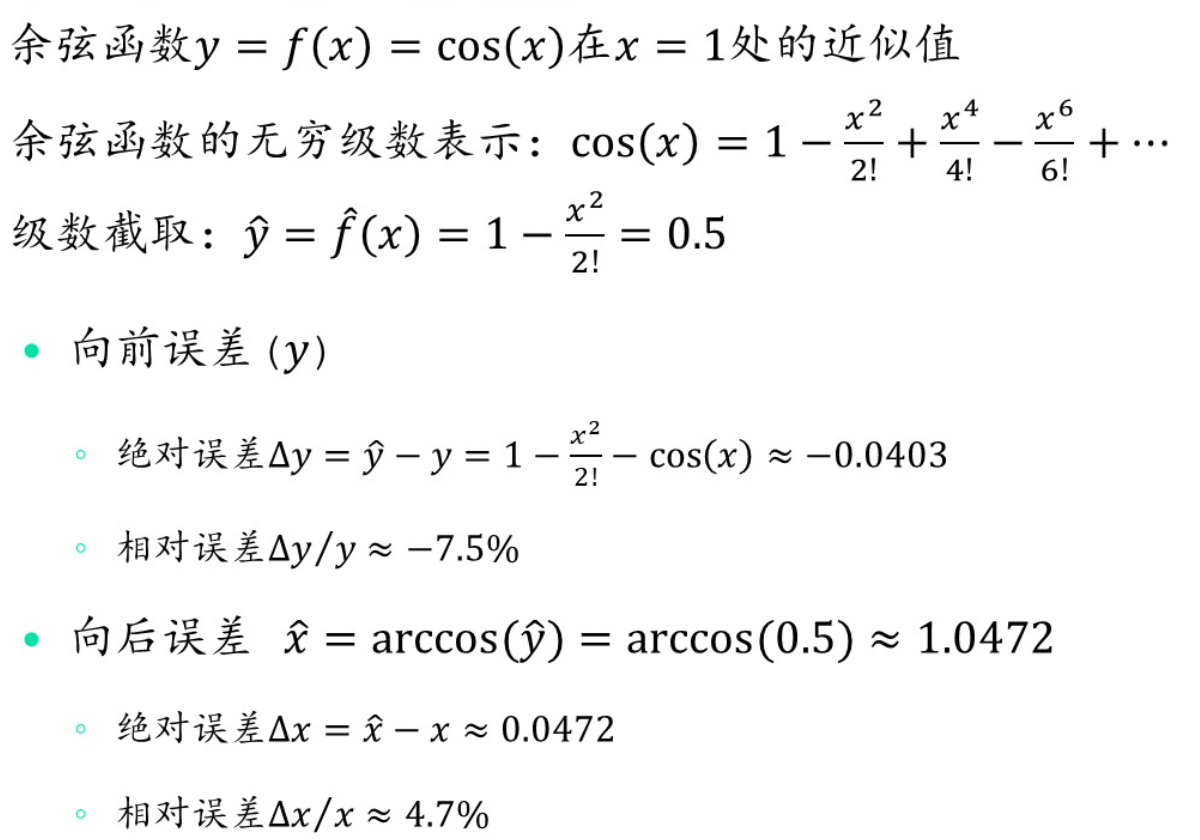 余弦函数y = f(x) = cos(x)在x = 1处的近似值
余弦函数的无穷级数表示：cos(x) = 1 − x²/2! + x⁴/4! − x⁶/6! + ⋯
级数截取：ŷ = f̂(x) = 1 − x²/2! = 0.5
• 向前误差 (y)
◦ 绝对误差Δy = ŷ − y = 1 − x²/2! − cos(x) ≈ −0.0403
◦ 相对误差Δy/y ≈ −7.5%
• 向后误差 x̂ = arccos(ŷ) = arccos(0.5) ≈ 1.0472
◦ 绝对误差Δx = x̂ − x ≈ 0.0472
◦ 相对误差Δx/x ≈ 4.7%